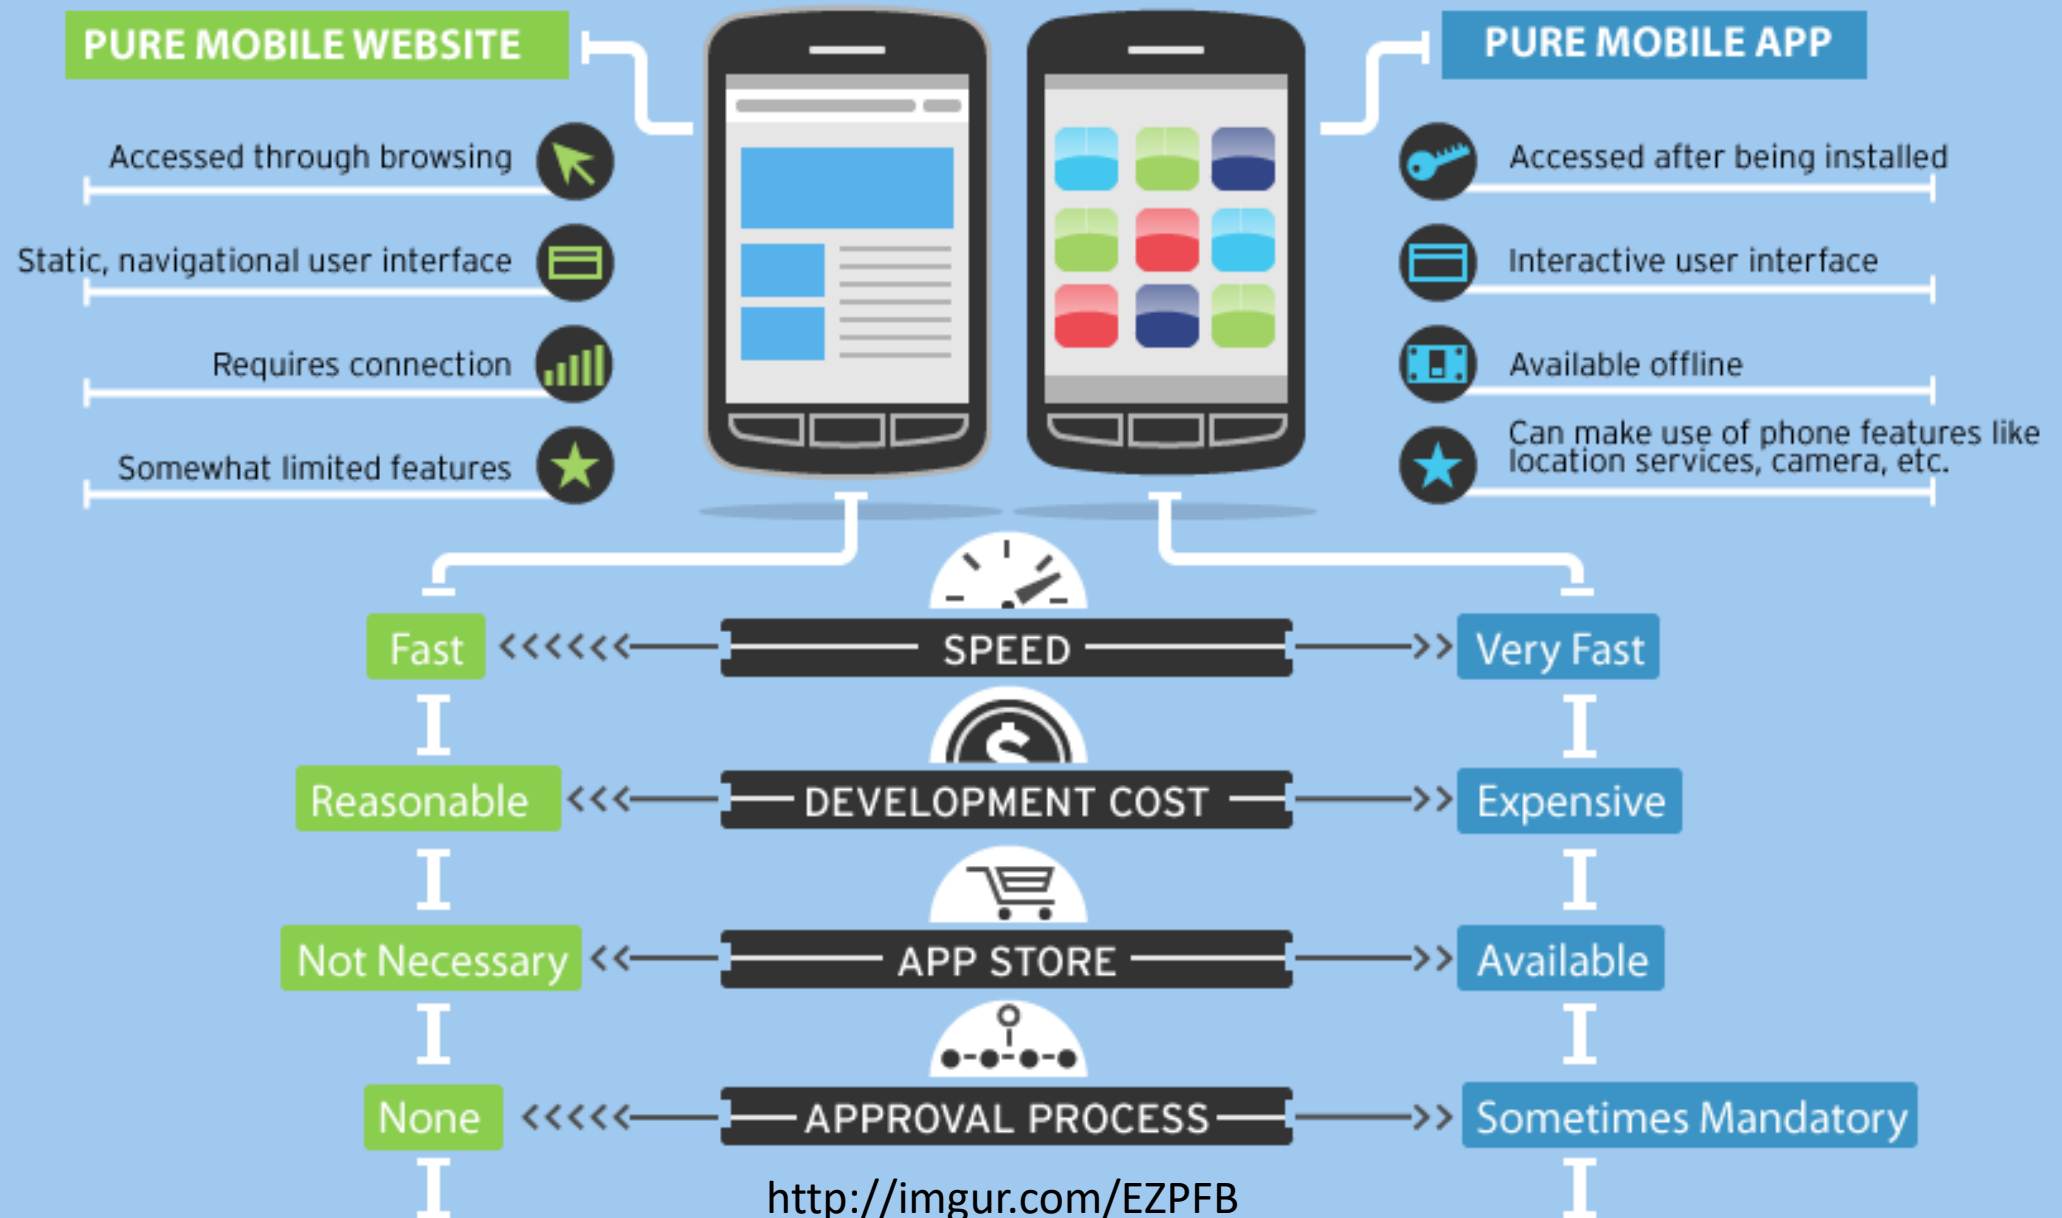 PURE MOBILE WEBSITE
PURE MOBILE APP
Accessed through browsing
Static, navigational user interface
Requires connection
Somewhat limited features
Accessed after being installed
Interactive user interface
Available offline
Can make use of phone features like
location services, camera, etc.
Fast
SPEED
Very Fast
$
Reasonable
DEVELOPMENT COST
Expensive
Not Necessary
APP STORE
Available
None
APPROVAL PROCESS
Sometimes Mandatory
http://imgur.com/EZPFB